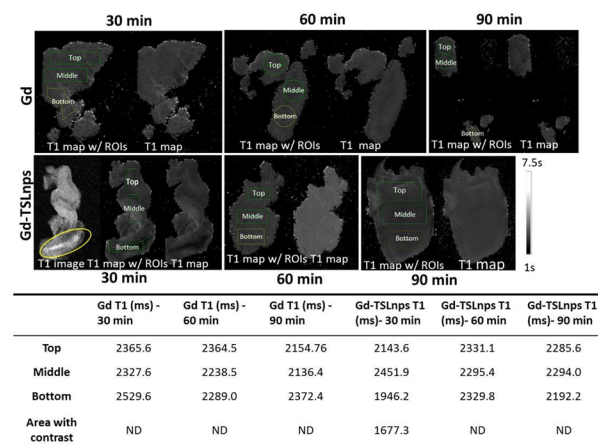 30 min 60 min 90 min
Gd
Top Top Top
Middle Middle Middle
Bottom Bottom Bottom
T1 map w/ ROIs T1 map T1 map w/ ROIs T1 map T1 map w/ ROIs T1 map
Gd-TSLnps
7.5s
Top Top Top
Middle Middle Middle
Bottom Bottom Bottom
T1 image T1 map w/ ROIs T1 map T1 map w/ ROIs T1 map T1 map w/ ROIs T1 map
1s
30 min 60 min 90 min
Gd T1 (ms) - Gd T1 (ms) - Gd T1 (ms) - Gd-TSLnps T1 Gd-TSLnps T1 Gd-TSLnps T1
30 min 60 min 90 min (ms)- 30 min (ms)- 60 min (ms)- 90 min
Top 2365.6 2364.5 2154.76 2143.6 2331.1 2285.6
Middle 2327.6 2238.5 2136.4 2451.9 2295.4 2294.0
Bottom 2529.6 2289.0 2372.4 1946.2 2329.8 2192.2
Area with
contrast ND ND ND 1677.3 ND ND